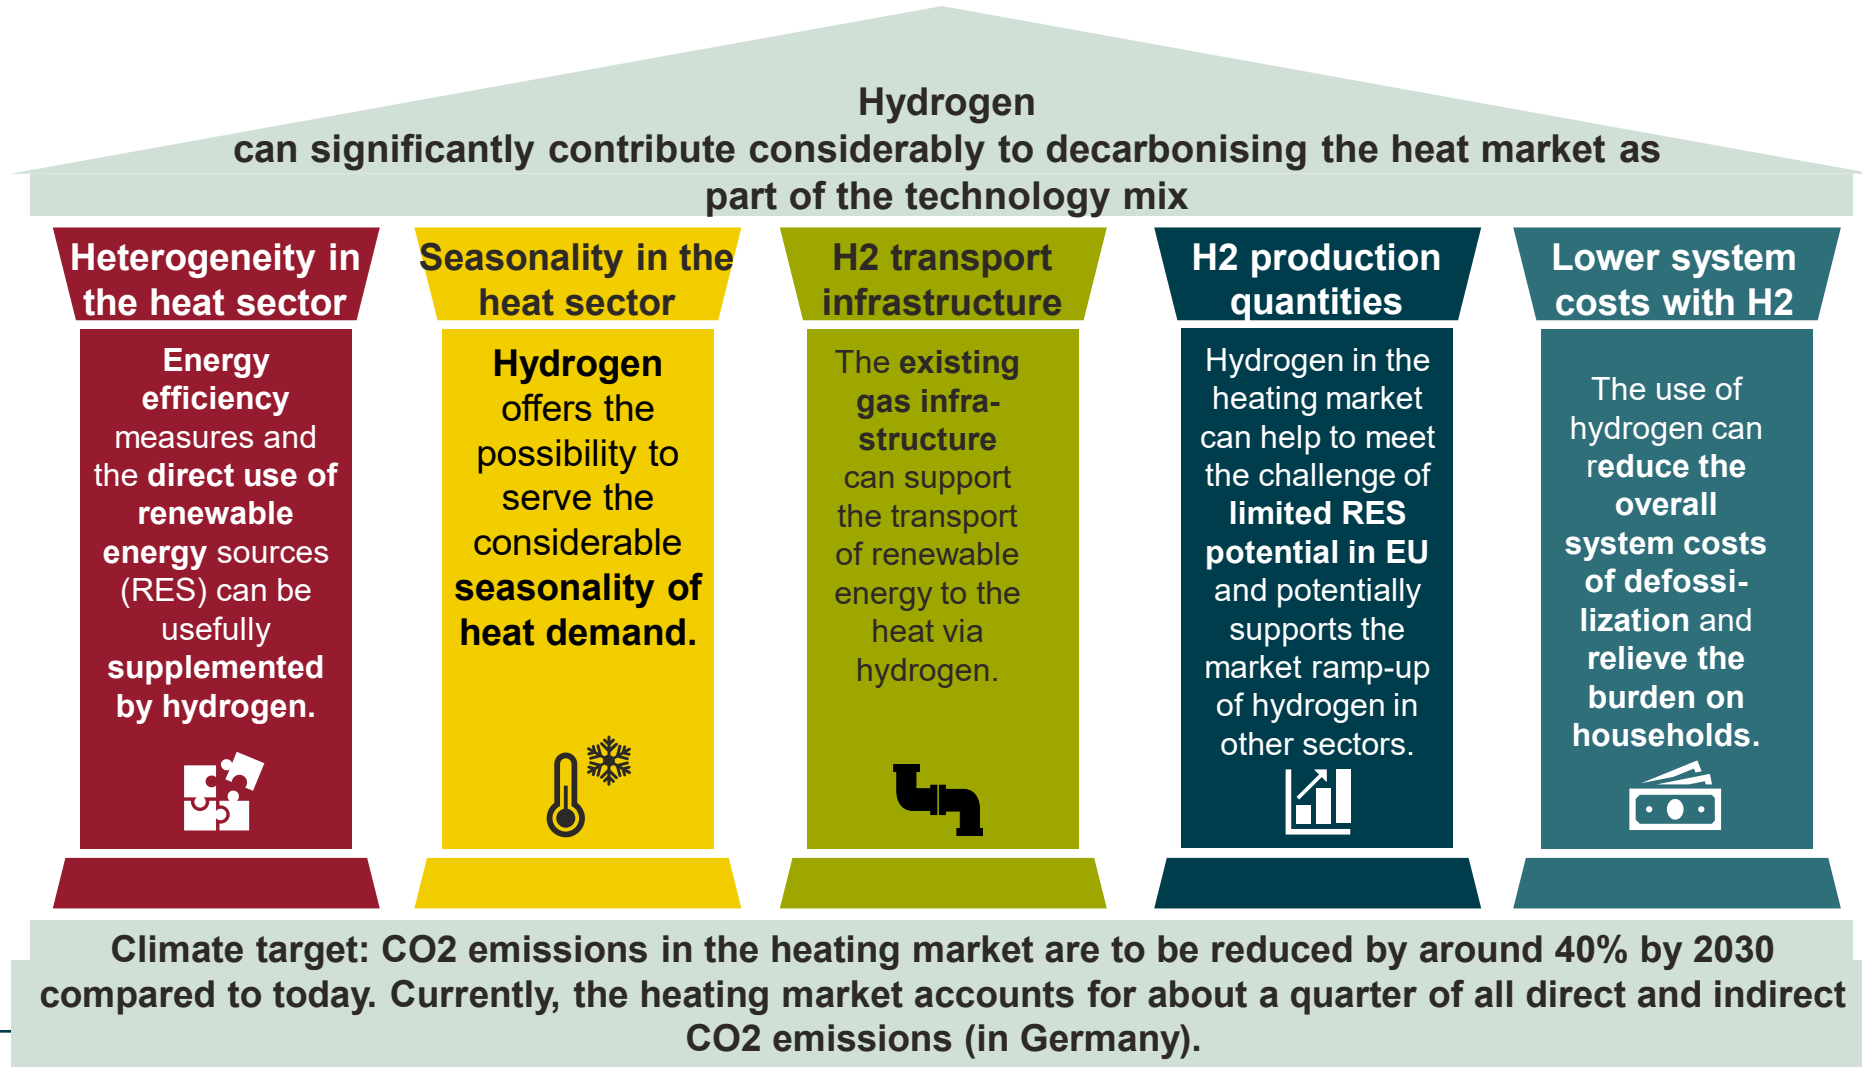 Hydrogen
can significantly contribute considerably to decarbonising the heat market as
part of the technology mix
Heterogeneity in
the heat sector
Energy
efficiency
measures and
the direct use of
renewable
energy sources
(RES) can be
usefully
supplemented
by hydrogen.
Seasonality in the
heat sector
Hydrogen
offers the
possibility to
serve the
considerable
seasonality of
heat demand.
H2 transport
infrastructure
The existing
gas infra-
structure
can support
the transport
of renewable
energy to the
heat via
hydrogen.
H2 production
quantities
Hydrogen in the
heating market
can help to meet
the challenge of
limited RES
potential in EU
and potentially
supports the
market ramp-up
of hydrogen in
other sectors.
Lower system
costs with H2
The use of
hydrogen can
reduce the
overall
system costs
of defossi-
lization and
relieve the
burden on
households.
Climate target: CO2 emissions in the heating market are to be reduced by around 40% by 2030
compared to today. Currently, the heating market accounts for about a quarter of all direct and indirect
CO2 emissions (in Germany).